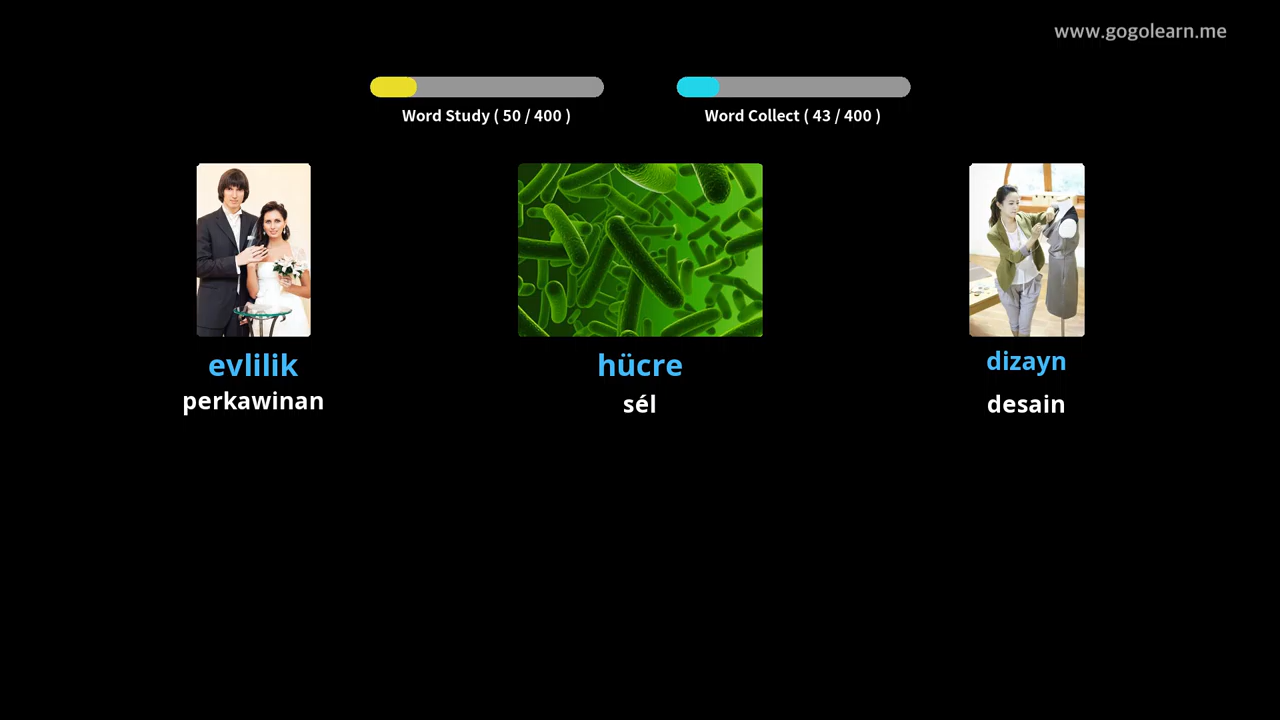 www.gogolearn.me
Word Study ( 50 / 400 )
Word Collect ( 43 / 400 )
evlilik
perkawinan
hücre
sél
dizayn
desain